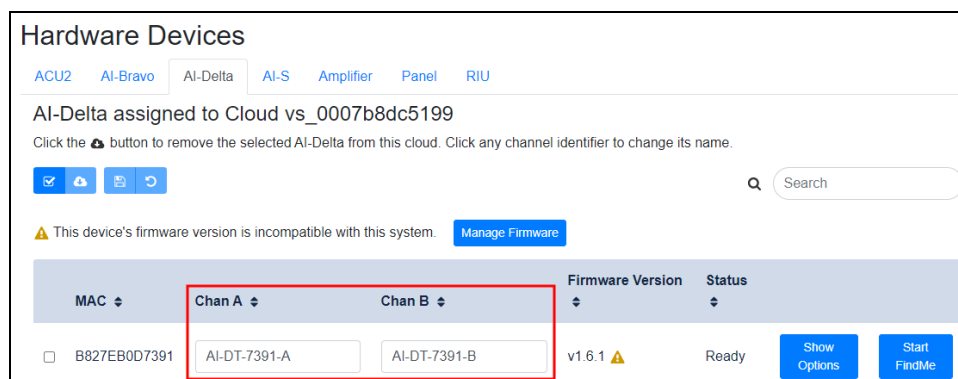 Hardware Devices
ACU2 AI-Bravo AI-Delta AI-S Amplifier Panel RIU
AI-Delta assigned to Cloud vs_0007b8dc5199
Click the button to remove the selected AI-Delta from this cloud. Click any channel identifier to change its name.
Search
This device's firmware version is incompatible with this system. Manage Firmware
MAC Chan A Chan B Firmware Version Status
B827EB0D7391 AI-DT-7391-A AI-DT-7391-B v1.6.1 Ready Show Options Start FindMe